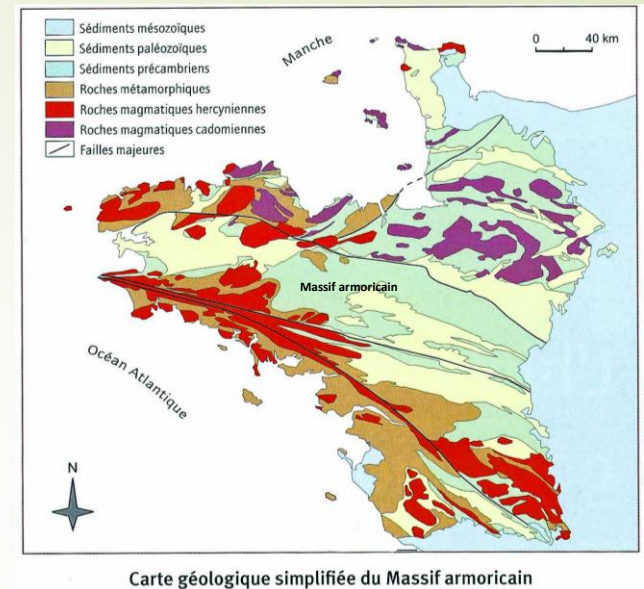 Sédiments mésozoïques
Sédiments paléozoïques
Sédiments précambriens
Roches métamorphiques
Roches magmatiques hercyniennes
Roches magmatiques cadomiennes
Failles majeures
Manche
0 40 km
Massif armoricain
Océan Atlantique
N
Carte géologique simplifiée du Massif armoricain